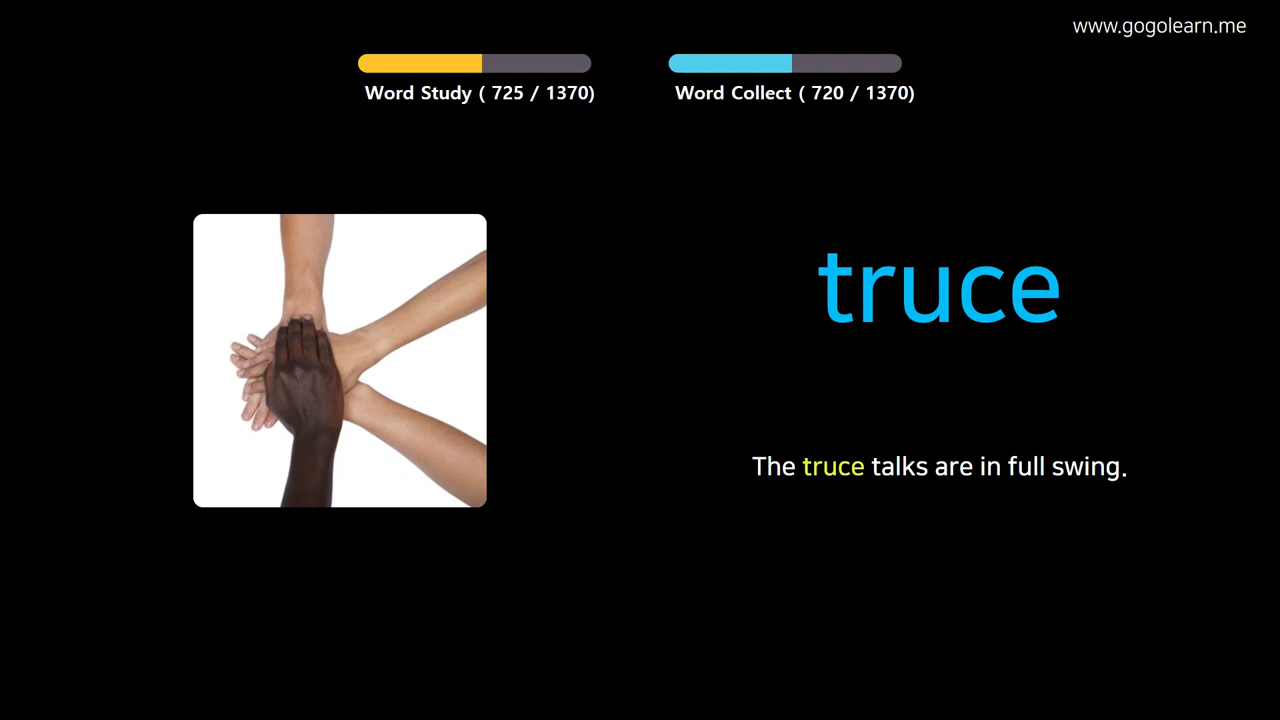 www.gogolearn.me
Word Study ( 725 / 1370)
Word Collect ( 720 / 1370)
truce
The truce talks are in full swing.